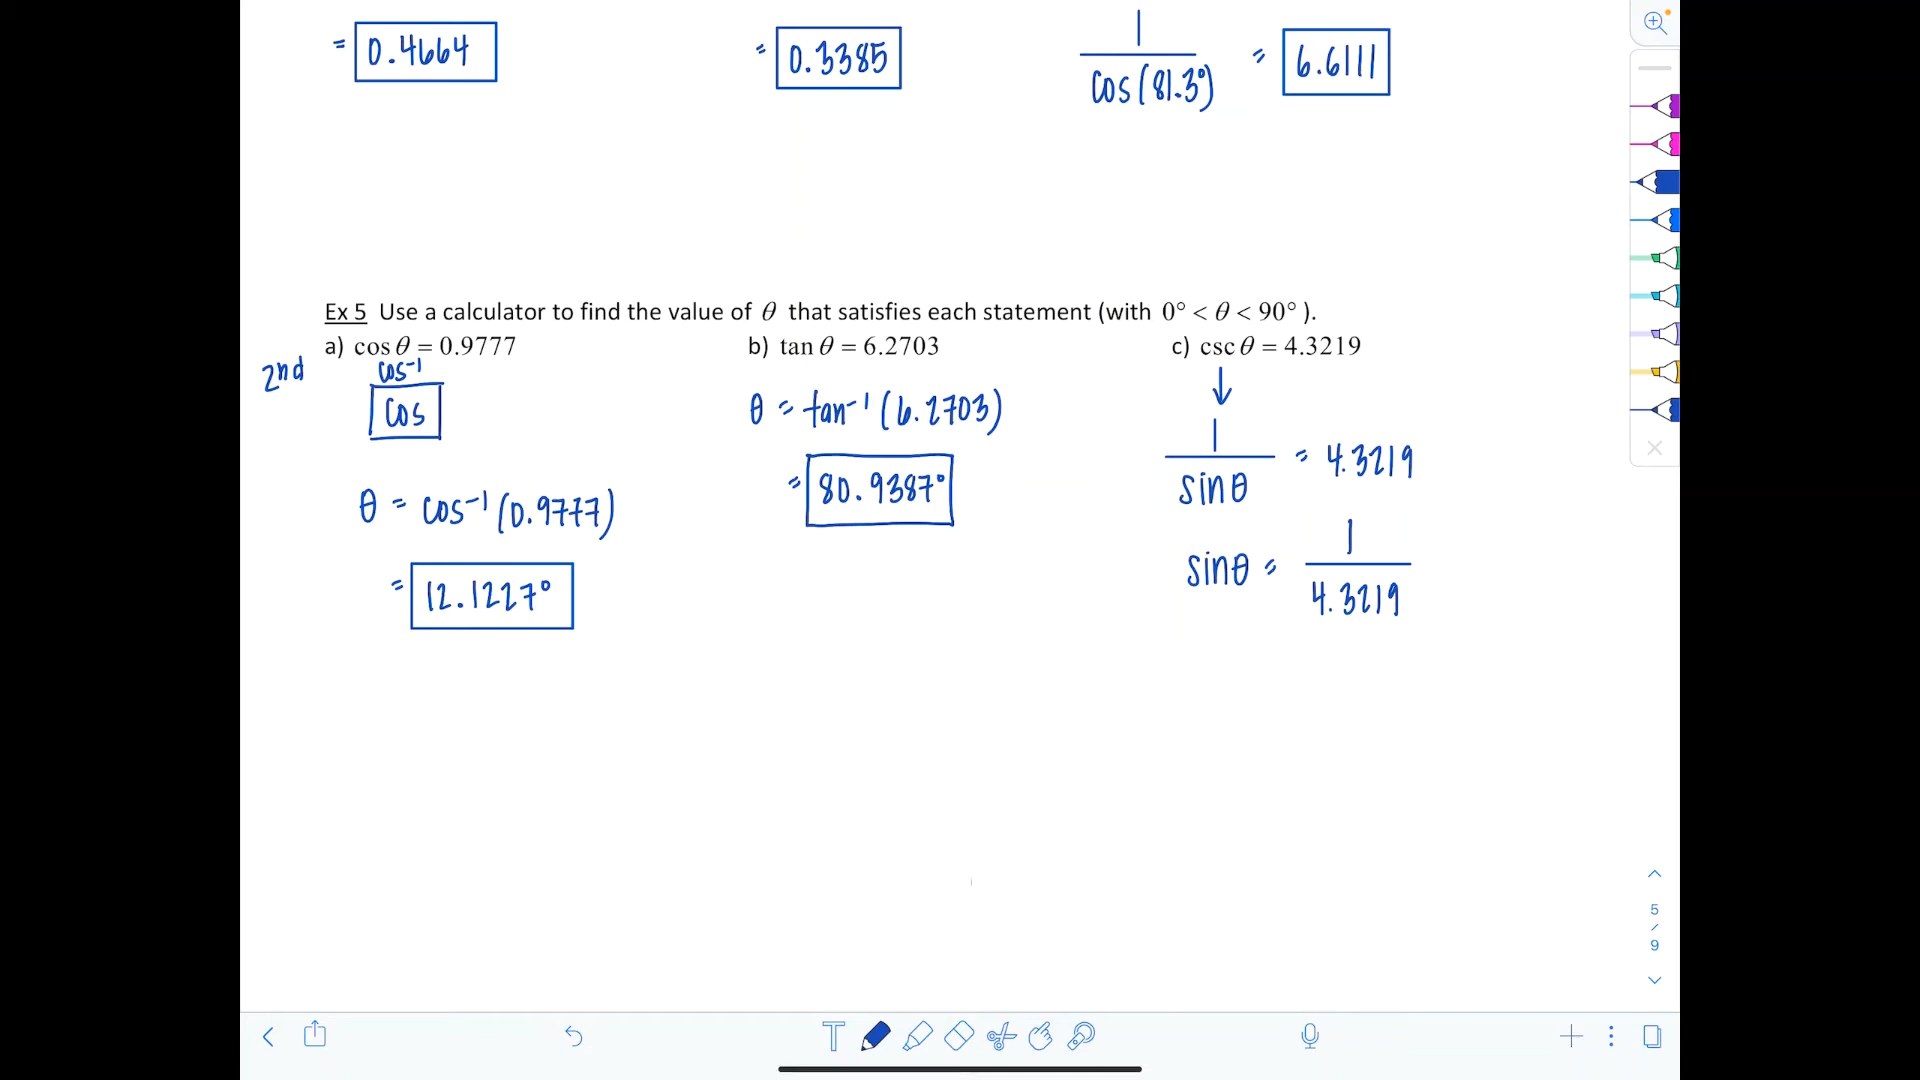 = 0.4664
= 0.3385
1
cos(81.3°)
= 6.6111
Ex 5 Use a calculator to find the value of θ that satisfies each statement (with 0° < θ < 90° ).
a) cos θ = 0.9777
b) tan θ = 6.2703
c) csc θ = 4.3219
2nd
cos⁻¹
cos
θ = cos⁻¹(0.9777)
= 12.1227°
θ = tan⁻¹(6.2703)
= 80.9387°
↓
1
sinθ
= 4.3219
sinθ =
1
4.3219
5
/
9
T